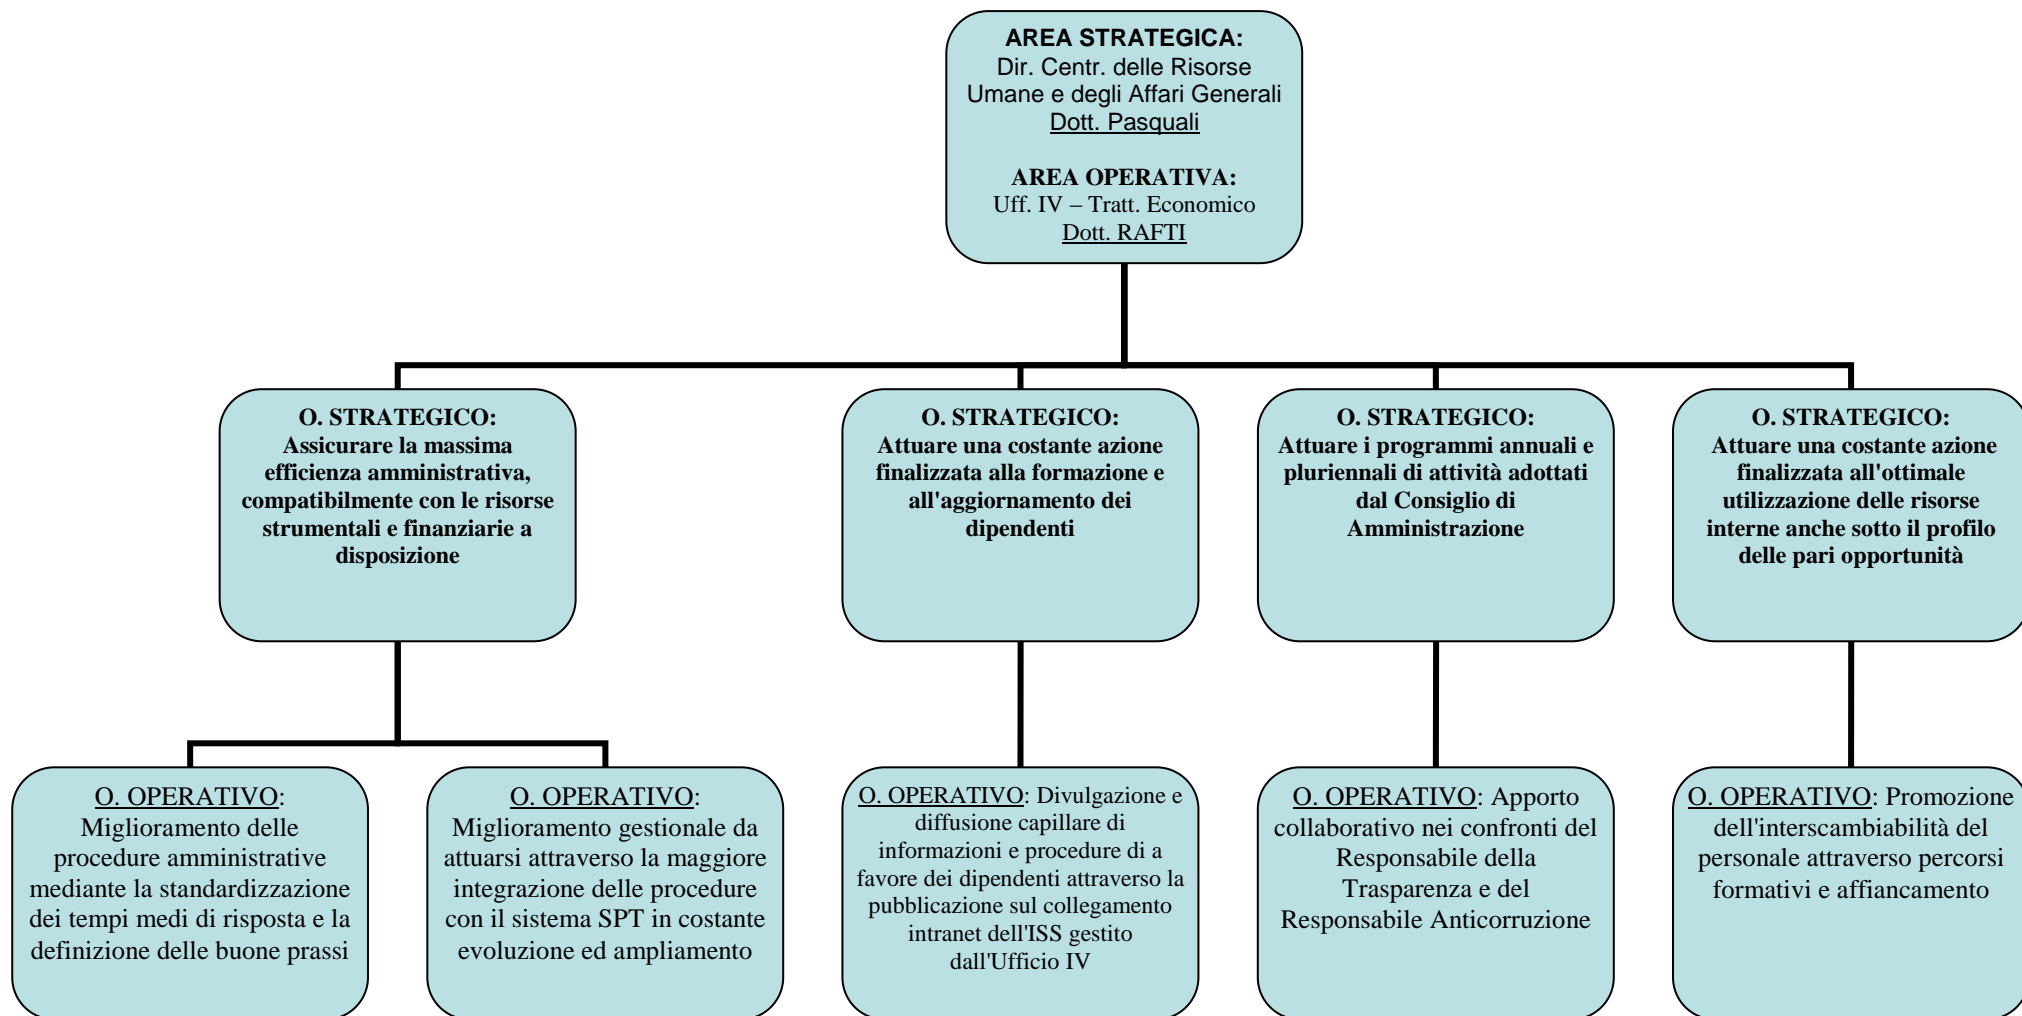 AREA STRATEGICA:
Dir. Centr. delle Risorse
Umane e degli Affari Generali
Dott. Pasquali
AREA OPERATIVA:
Uff. IV – Tratt. Economico
Dott. RAFTI
O. STRATEGICO:
Assicurare la massima
efficienza amministrativa,
compatibilmente con le risorse
strumentali e finanziarie a
disposizione
O. STRATEGICO:
Attuare una costante azione
finalizzata alla formazione e
all'aggiornamento dei
dipendenti
O. STRATEGICO:
Attuare i programmi annuali e
pluriennali di attività adottati
dal Consiglio di
Amministrazione
O. STRATEGICO:
Attuare una costante azione
finalizzata all'ottimale
utilizzazione delle risorse
interne anche sotto il profilo
delle pari opportunità
O. OPERATIVO:
Miglioramento delle
procedure amministrative
mediante la standardizzazione
dei tempi medi di risposta e la
definizione delle buone prassi
O. OPERATIVO:
Miglioramento gestionale da
attuarsi attraverso la maggiore
integrazione delle procedure
con il sistema SPT in costante
evoluzione ed ampliamento
O. OPERATIVO: Divulgazione e
diffusione capillare di
informazioni e procedure di a
favore dei dipendenti attraverso la
pubblicazione sul collegamento
intranet dell'ISS gestito
dall'Ufficio IV
O. OPERATIVO: Apporto
collaborativo nei confronti del
Responsabile della
Trasparenza e del
Responsabile Anticorruzione
O. OPERATIVO: Promozione
dell'interscambiabilità del
personale attraverso percorsi
formativi e affiancamento